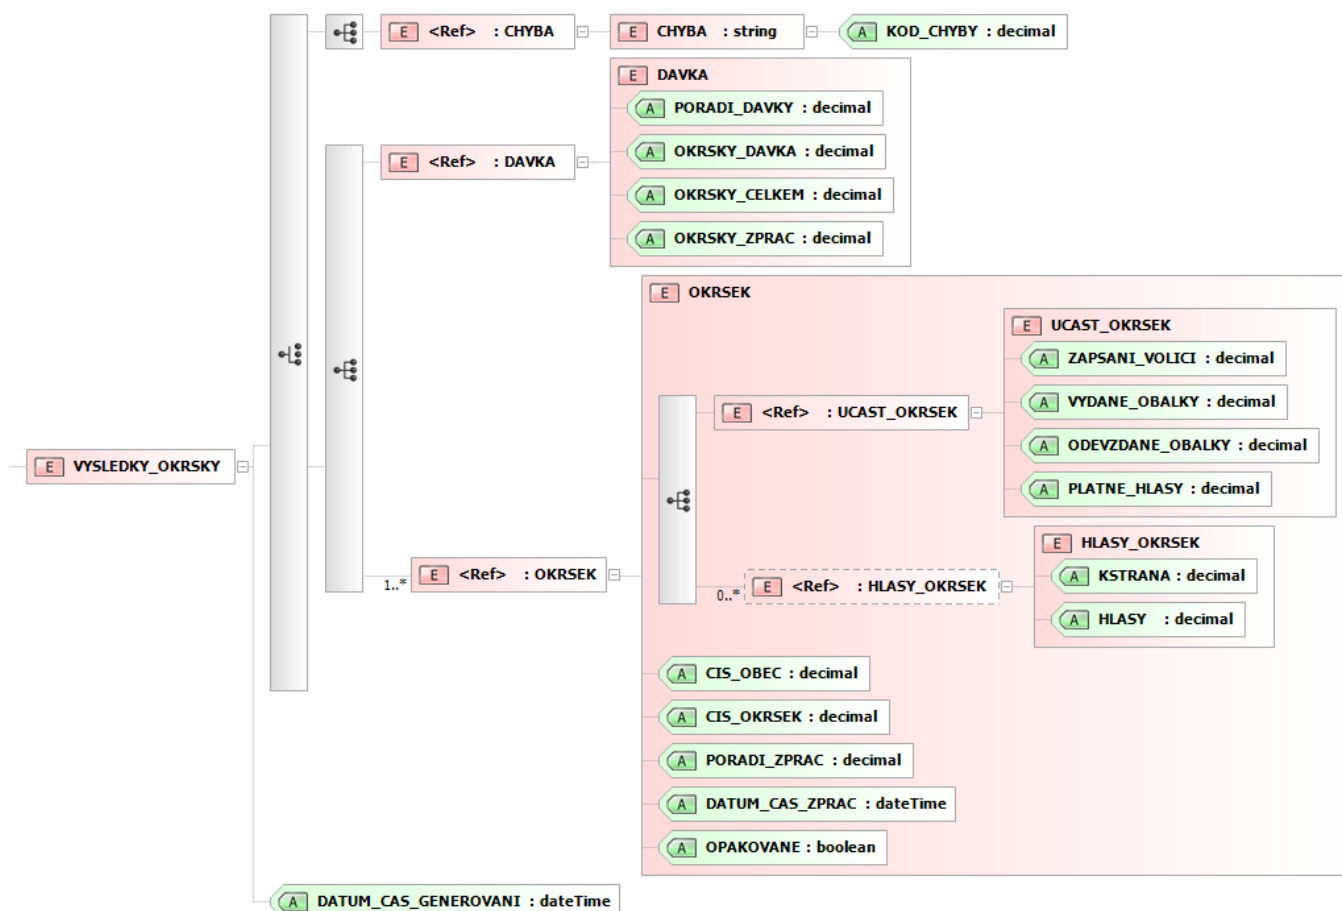 E <Ref> : CHYBA
E CHYBA : string
A KOD_CHYBY : decimal
E DAVKA
A PORADI_DAVKY : decimal
E <Ref> : DAVKA
A OKRSKY_DAVKA : decimal
A OKRSKY_CELKEM : decimal
A OKRSKY_ZPRAC : decimal
E OKRSEK
E UCAST_OKRSEK
A ZAPSANI_VOLICI : decimal
E <Ref> : UCAST_OKRSEK
A VYDANE_OBALKY : decimal
A ODEVZDANE_OBALKY : decimal
A PLATNE_HLASY : decimal
E VYSLEDKY_OKRSKY
E HLASY_OKRSEK
1..* E <Ref> : OKRSEK
0..* E <Ref> : HLASY_OKRSEK
A KSTRANA : decimal
A HLASY : decimal
A CIS_OBEC : decimal
A CIS_OKRSEK : decimal
A PORADI_ZPRAC : decimal
A DATUM_CAS_ZPRAC : dateTime
A OPAKOVANE : boolean
A DATUM_CAS_GENEROVANI : dateTime